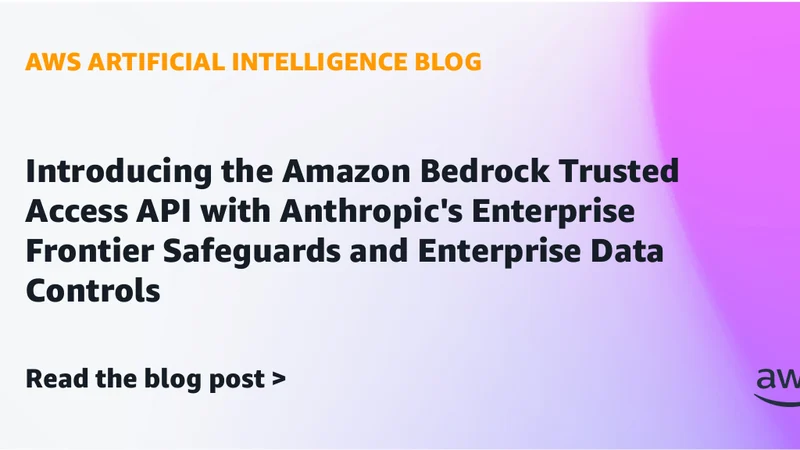 AWS ARTIFICIAL INTELLIGENCE BLOG
Introducing the Amazon Bedrock Trusted
Access API with Anthropic's Enterprise
Frontier Safeguards and Enterprise Data
Controls
Read the blog post >
aw